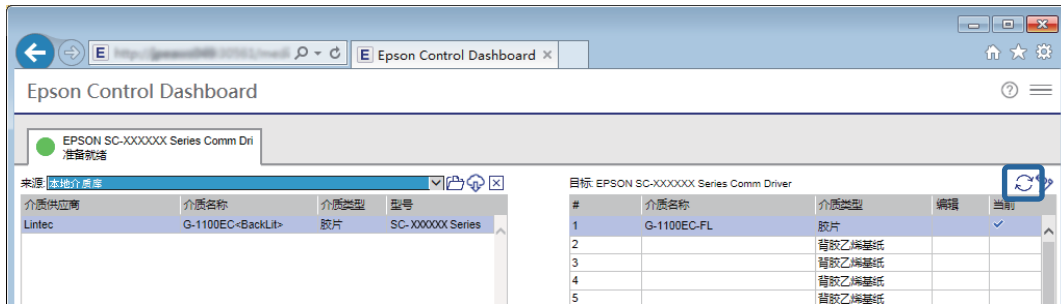 Epson Control Dashboard
Epson Control Dashboard
EPSON SC-XXXXXX Series Comm Dri
准备就绪
来源: 本地介质库
目标: EPSON SC-XXXXXX Series Comm Driver
介质供应商 介质名称 介质类型 型号
# 介质名称 介质类型 编辑 当前
Lintec G-1100EC<BackLit> 胶片 SC-XXXXXX Series
1 G-1100EC-FL 胶片
2 背胶乙烯基纸
3 背胶乙烯基纸
4 背胶乙烯基纸
5 背胶乙烯基纸